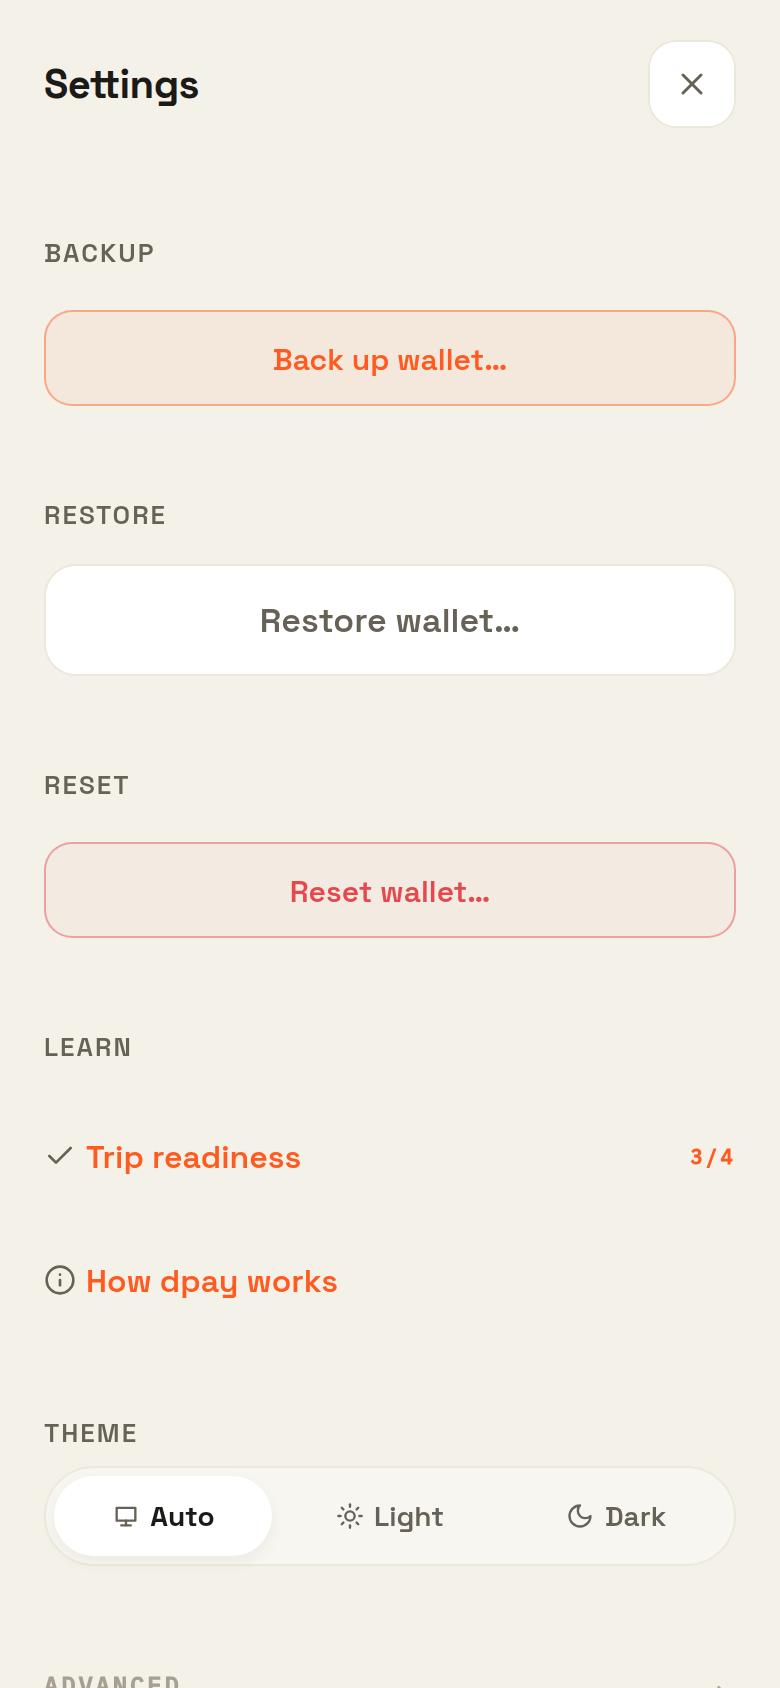 Settings
BACKUP
Back up wallet...
RESTORE
Restore wallet...
RESET
Reset wallet...
LEARN
Trip readiness 3/4
How dpay works
THEME
Auto Light Dark
ADVANCED